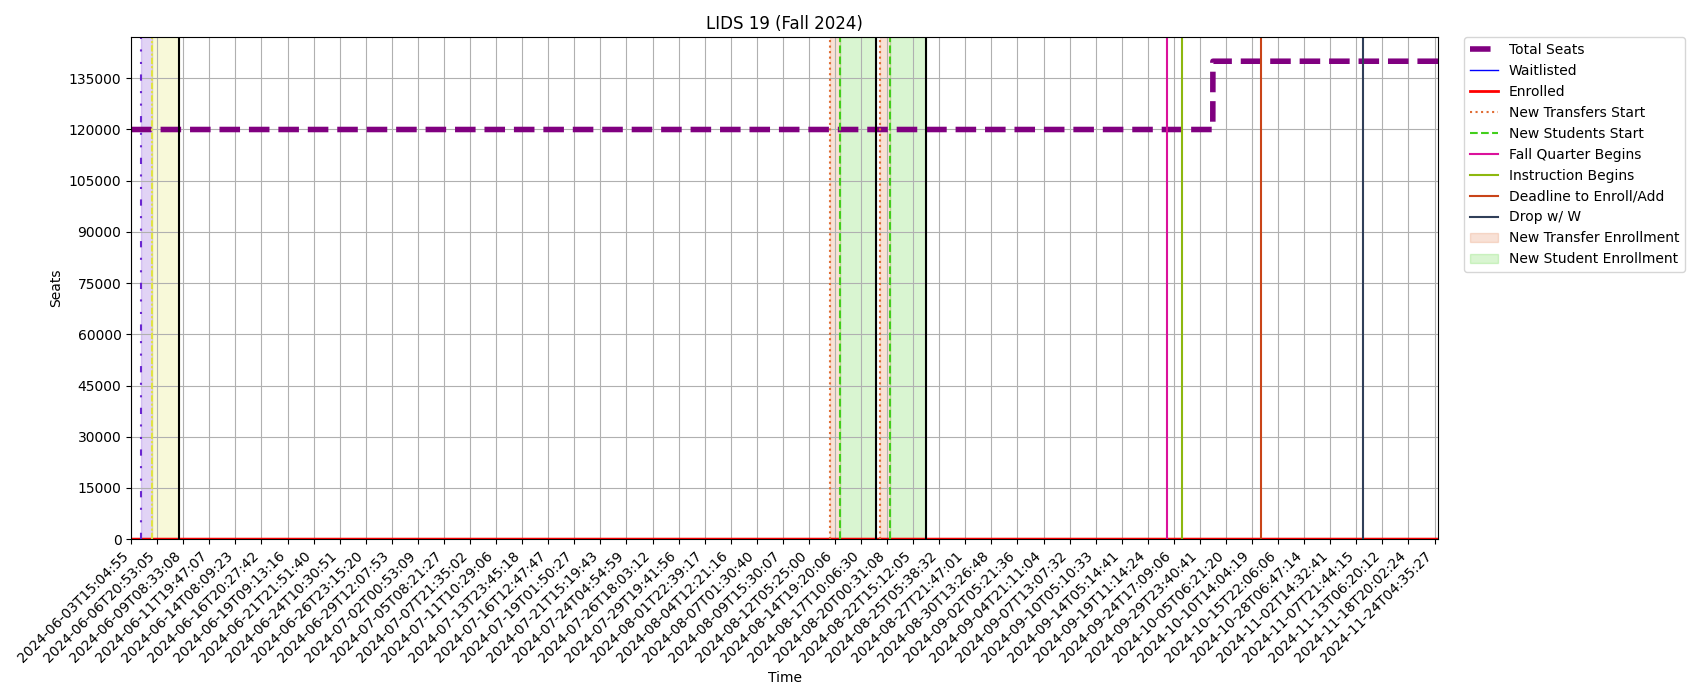 LIDS 19 (Fall 2024)
Seats
135000
120000
105000
90000
75000
60000
45000
30000
15000
0
2024-06-03T15:04:55
2024-06-06T20:53:05
2024-06-09T08:33:08
2024-06-11T19:47:07
2024-06-14T08:09:23
2024-06-16T20:27:42
2024-06-19T09:13:16
2024-06-21T21:51:40
2024-06-24T10:30:51
2024-06-26T23:15:20
2024-06-29T12:07:53
2024-07-02T00:53:09
2024-07-05T08:21:27
2024-07-07T21:35:02
2024-07-11T10:29:06
2024-07-13T23:45:18
2024-07-16T12:47:47
2024-07-19T01:50:27
2024-07-21T15:19:43
2024-07-24T04:54:59
2024-07-26T18:03:12
2024-07-29T19:41:56
2024-08-01T22:39:17
2024-08-04T12:21:16
2024-08-07T01:30:40
2024-08-09T15:30:07
2024-08-12T05:25:00
2024-08-14T19:20:06
2024-08-17T10:06:30
2024-08-20T00:31:08
2024-08-22T15:12:05
2024-08-25T05:38:32
2024-08-27T21:47:01
2024-08-30T13:26:48
2024-09-02T05:21:36
2024-09-04T21:11:04
2024-09-07T13:07:32
2024-09-10T05:10:33
2024-09-14T05:14:41
2024-09-19T11:14:24
2024-09-24T17:09:06
2024-09-29T23:40:41
2024-10-05T06:21:20
2024-10-10T14:04:19
2024-10-15T22:06:06
2024-10-28T06:47:14
2024-11-02T14:32:41
2024-11-07T21:44:15
2024-11-13T06:20:12
2024-11-18T20:02:24
2024-11-24T04:35:27
Time
Total Seats
Waitlisted
Enrolled
New Transfers Start
New Students Start
Fall Quarter Begins
Instruction Begins
Deadline to Enroll/Add
Drop w/ W
New Transfer Enrollment
New Student Enrollment